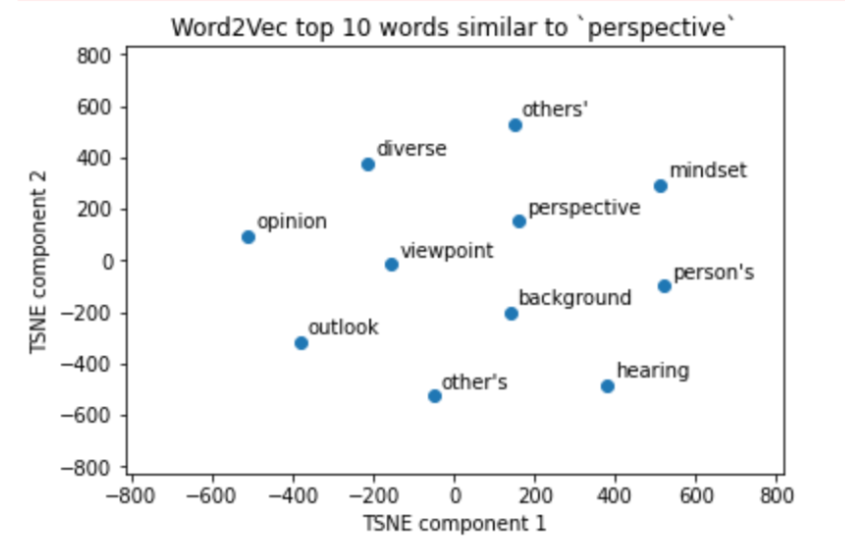 Word2Vec top 10 words similar to `perspective`
800
600
400
200
0
−200
−400
−600
−800
TSNE component 2
others'
diverse
mindset
perspective
opinion
viewpoint
person's
background
outlook
hearing
other's
−800 −600 −400 −200 0 200 400 600 800
TSNE component 1